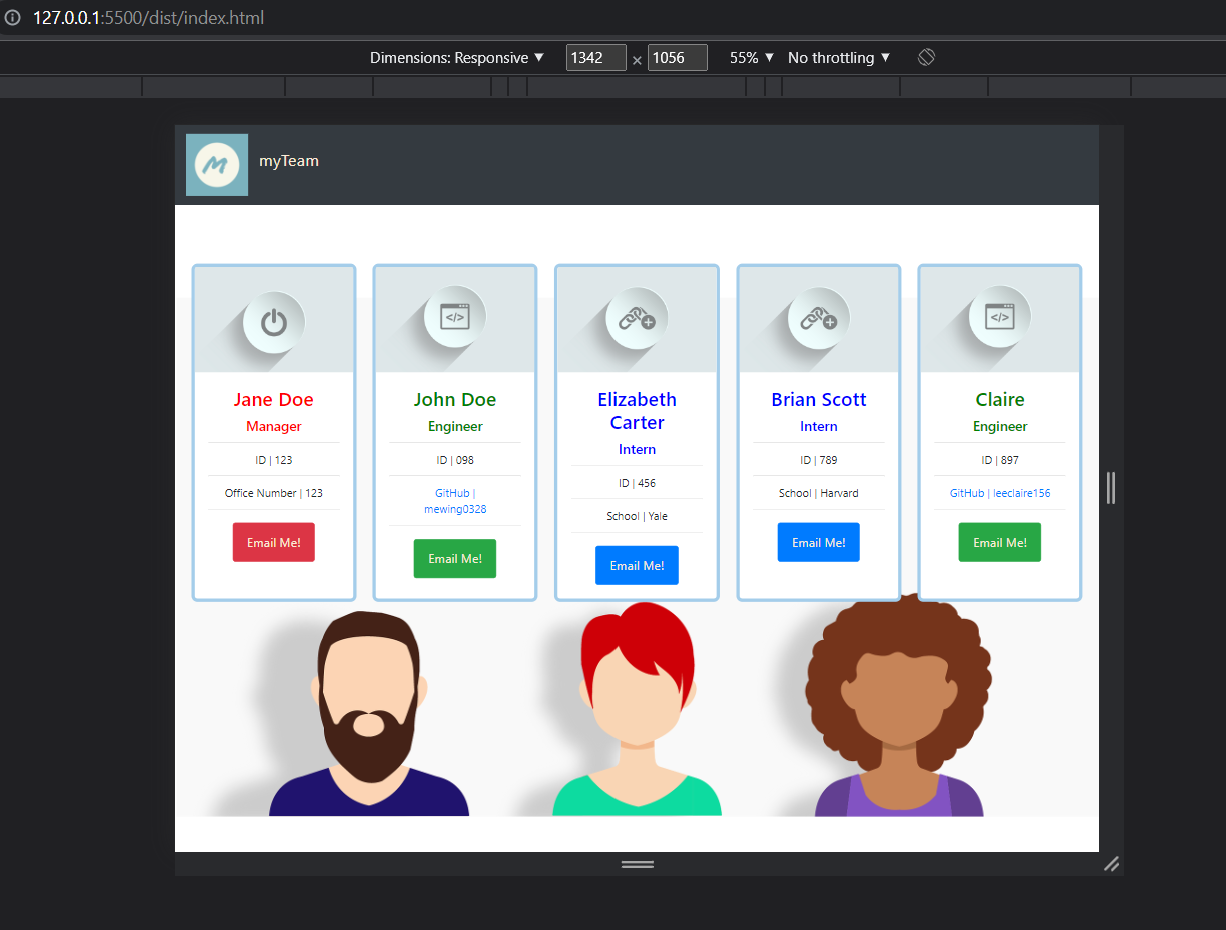 127.0.0.1:5500/dist/index.html
Dimensions: Responsive ▼ 1342 × 1056 55% ▼ No throttling ▼
M myTeam
</>
</>
Jane Doe
Manager
ID | 123
Office Number | 123
Email Me!
John Doe
Engineer
ID | 098
GitHub |
mewing0328
Email Me!
Elizabeth
Carter
Intern
ID | 456
School | Yale
Email Me!
Brian Scott
Intern
ID | 789
School | Harvard
Email Me!
Claire
Engineer
ID | 897
GitHub | leeclaire156
Email Me!